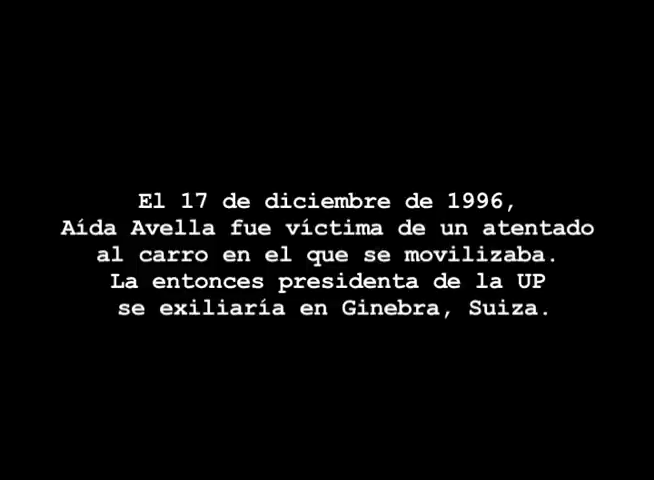 El 17 de diciembre de 1996,
Aída Avella fue víctima de un atentado
al carro en el que se movilizaba.
La entonces presidenta de la UP
se exiliaría en Ginebra, Suiza.